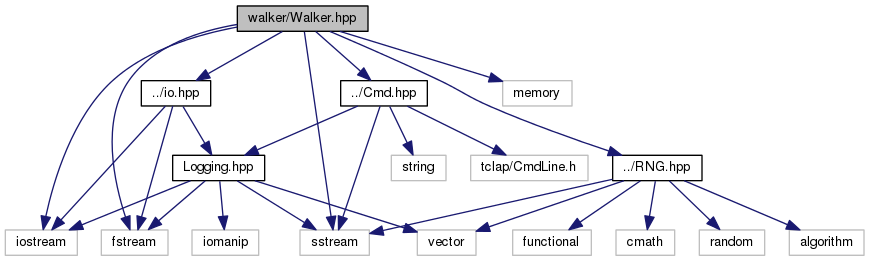 walker/Walker.hpp
../io.hpp
../Cmd.hpp
memory
Logging.hpp
string
tclap/CmdLine.h
../RNG.hpp
iostream
fstream
iomanip
sstream
vector
functional
cmath
random
algorithm